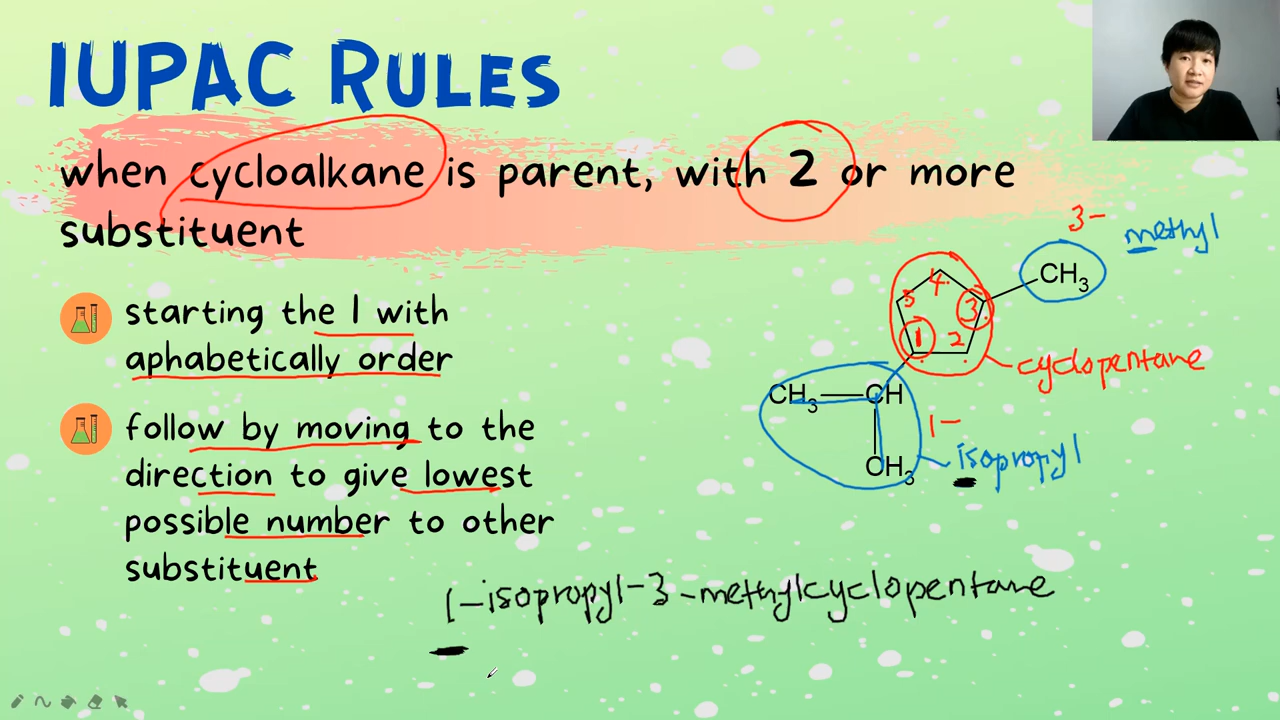 IUPAC RULES
when cycloalkane is parent, with 2 or more
substituent
starting the 1 with
aphabetically order
follow by moving to the
direction to give lowest
possible number to other
substituent
3-
methyl
CH3
4
5
3
1
2
cyclopentane
CH3
CH
1-
isopropyl
CH3
1-isopropyl-3-methylcyclopentane